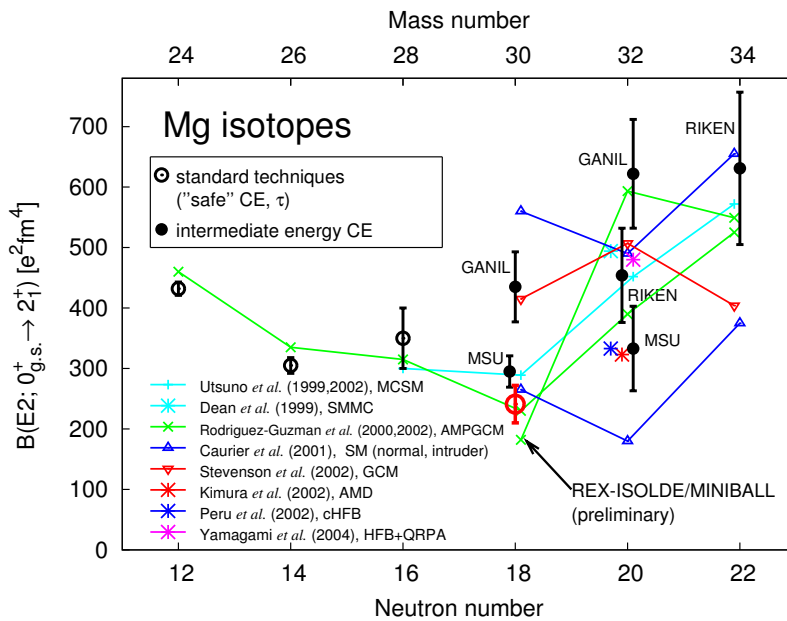 Mass number
24 26 28 30 32 34
B(E2; 0⁺g.s.→ 2⁺1) [e²fm⁴]
700
600
500
400
300
200
100
0
Mg isotopes
standard techniques
("safe" CE, τ)
intermediate energy CE
GANIL
RIKEN
GANIL
RIKEN
MSU
MSU
Utsuno et al. (1999,2002), MCSM
Dean et al. (1999), SMMC
Rodriguez-Guzman et al. (2000,2002), AMPGCM
Caurier et al. (2001), SM (normal, intruder)
Stevenson et al. (2002), GCM
Kimura et al. (2002), AMD
Peru et al. (2002), cHFB
Yamagami et al. (2004), HFB+QRPA
REX-ISOLDE/MINIBALL
(preliminary)
12 14 16 18 20 22
Neutron number